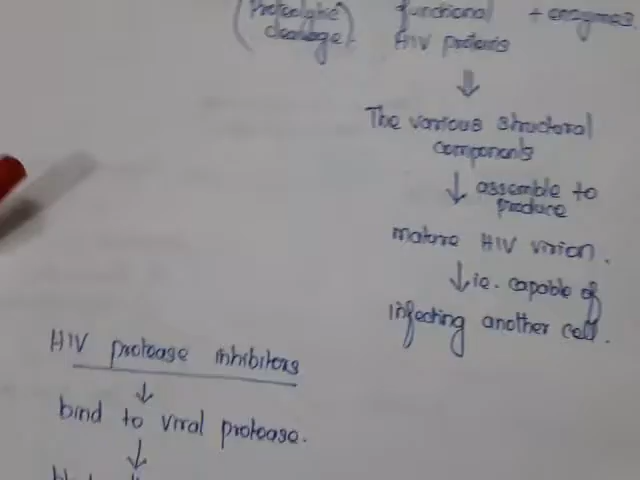 (Proteolytic functional + enzymes.
cleavage). HIV proteins
⇓
The various structural
components
↓ assemble to
produce
mature HIV virion.
↓ ie. capable of
infecting another cell.
HIV protease inhibitors
↓
bind to viral protease.
↓